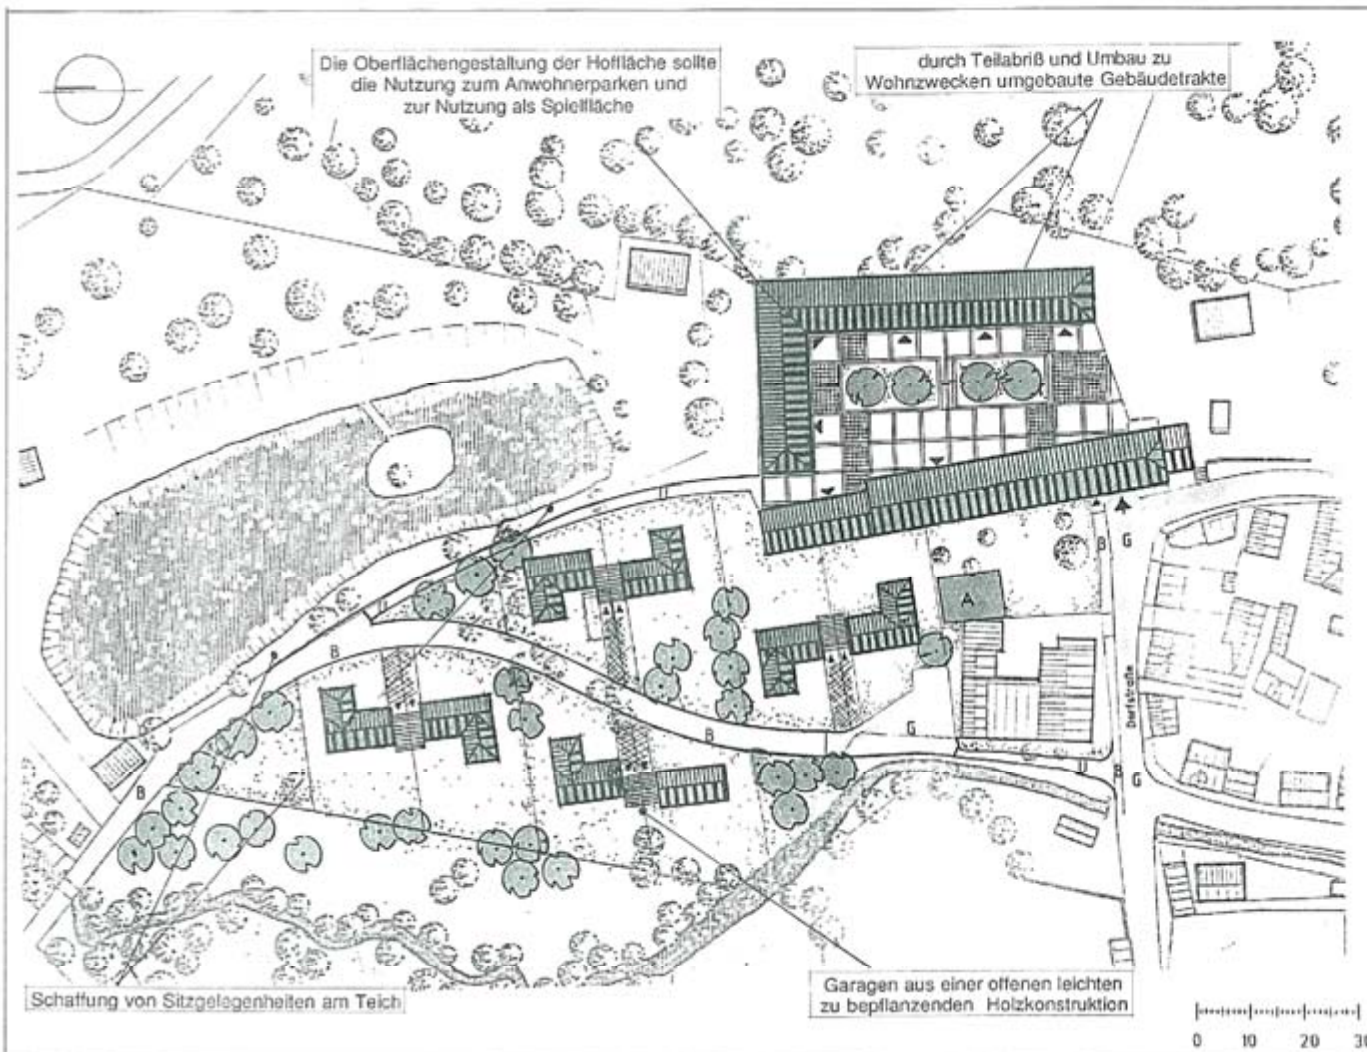 Die Oberflächengestaltung der Hoffläche sollte
die Nutzung zum Anwohnerparken und
zur Nutzung als Spielfläche
durch Teilabriß und Umbau zu
Wohnzwecken umgebaute Gebäudetrakte
B
G
A
Dorfstraße
B
G
B
B
G
B
Schaffung von Sitzgelegenheiten am Teich
Garagen aus einer offenen leichten
zu bepflanzenden Holzkonstruktion
0 10 20 30